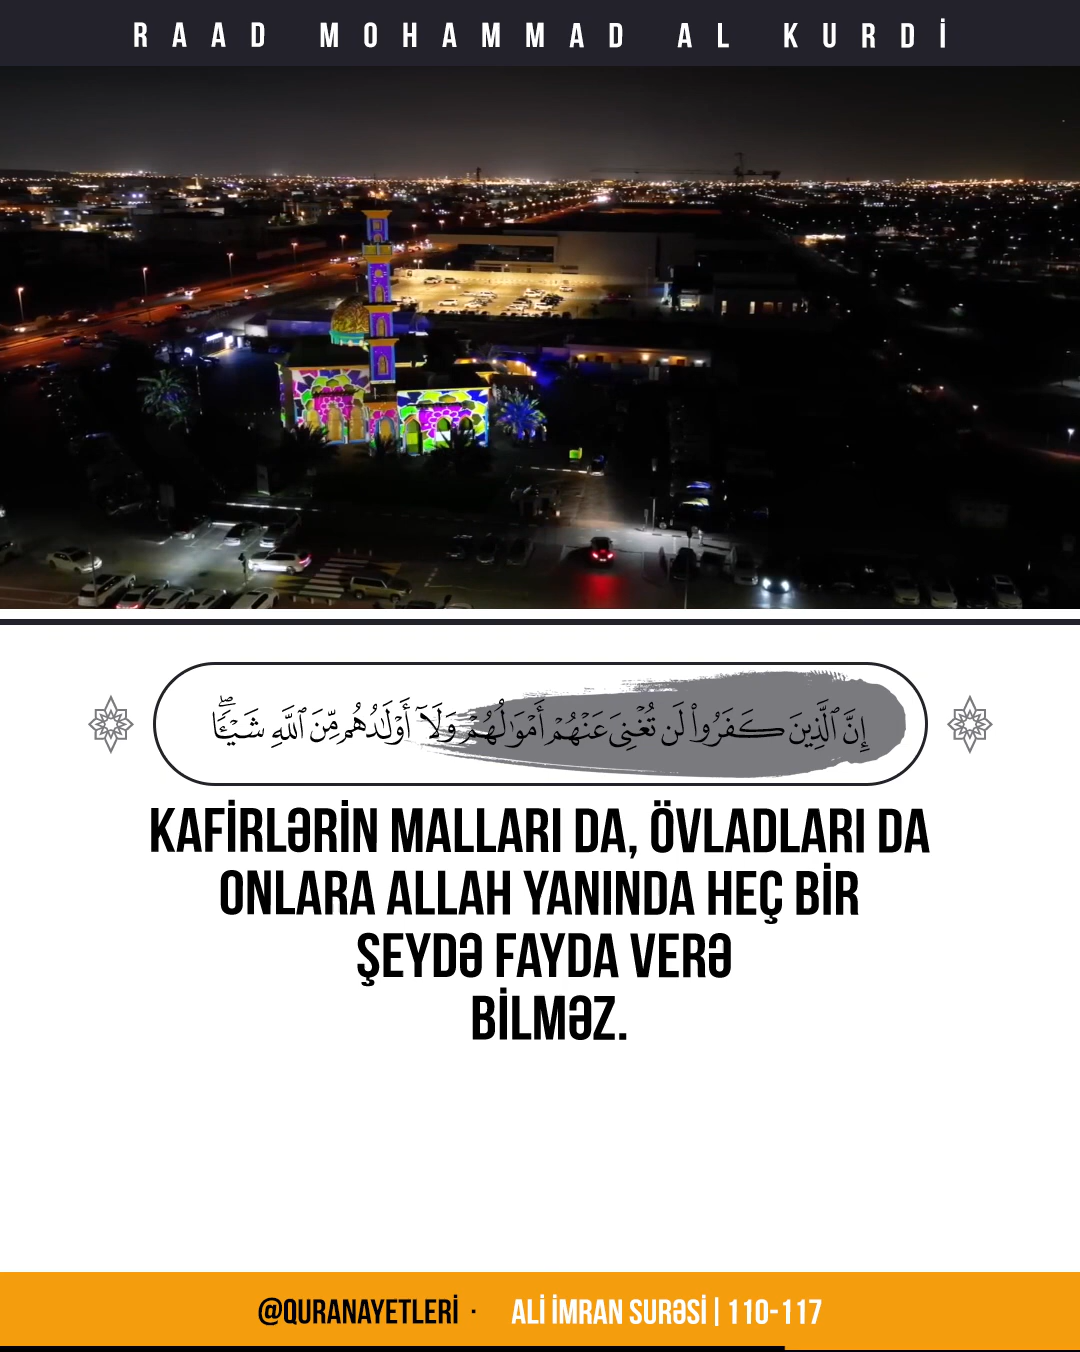 RAAD MOHAMMAD AL KURDİ
إِنَّ ٱلَّذِينَ كَفَرُوا۟ لَن تُغْنِىَ عَنْهُمْ أَمْوَٰلُهُمْ وَلَآ أَوْلَٰدُهُم مِّنَ ٱللَّهِ شَيْـًٔا ۖ
KAFİRLƏRİN MALLARI DA, ÖVLADLARI DA
ONLARA ALLAH YANINDA HEÇ BİR
ŞEYDƏ FAYDA VERƏ
BİLMƏZ.
@QURANAYETLERİ · ALİ İMRAN SURƏSİ | 110-117